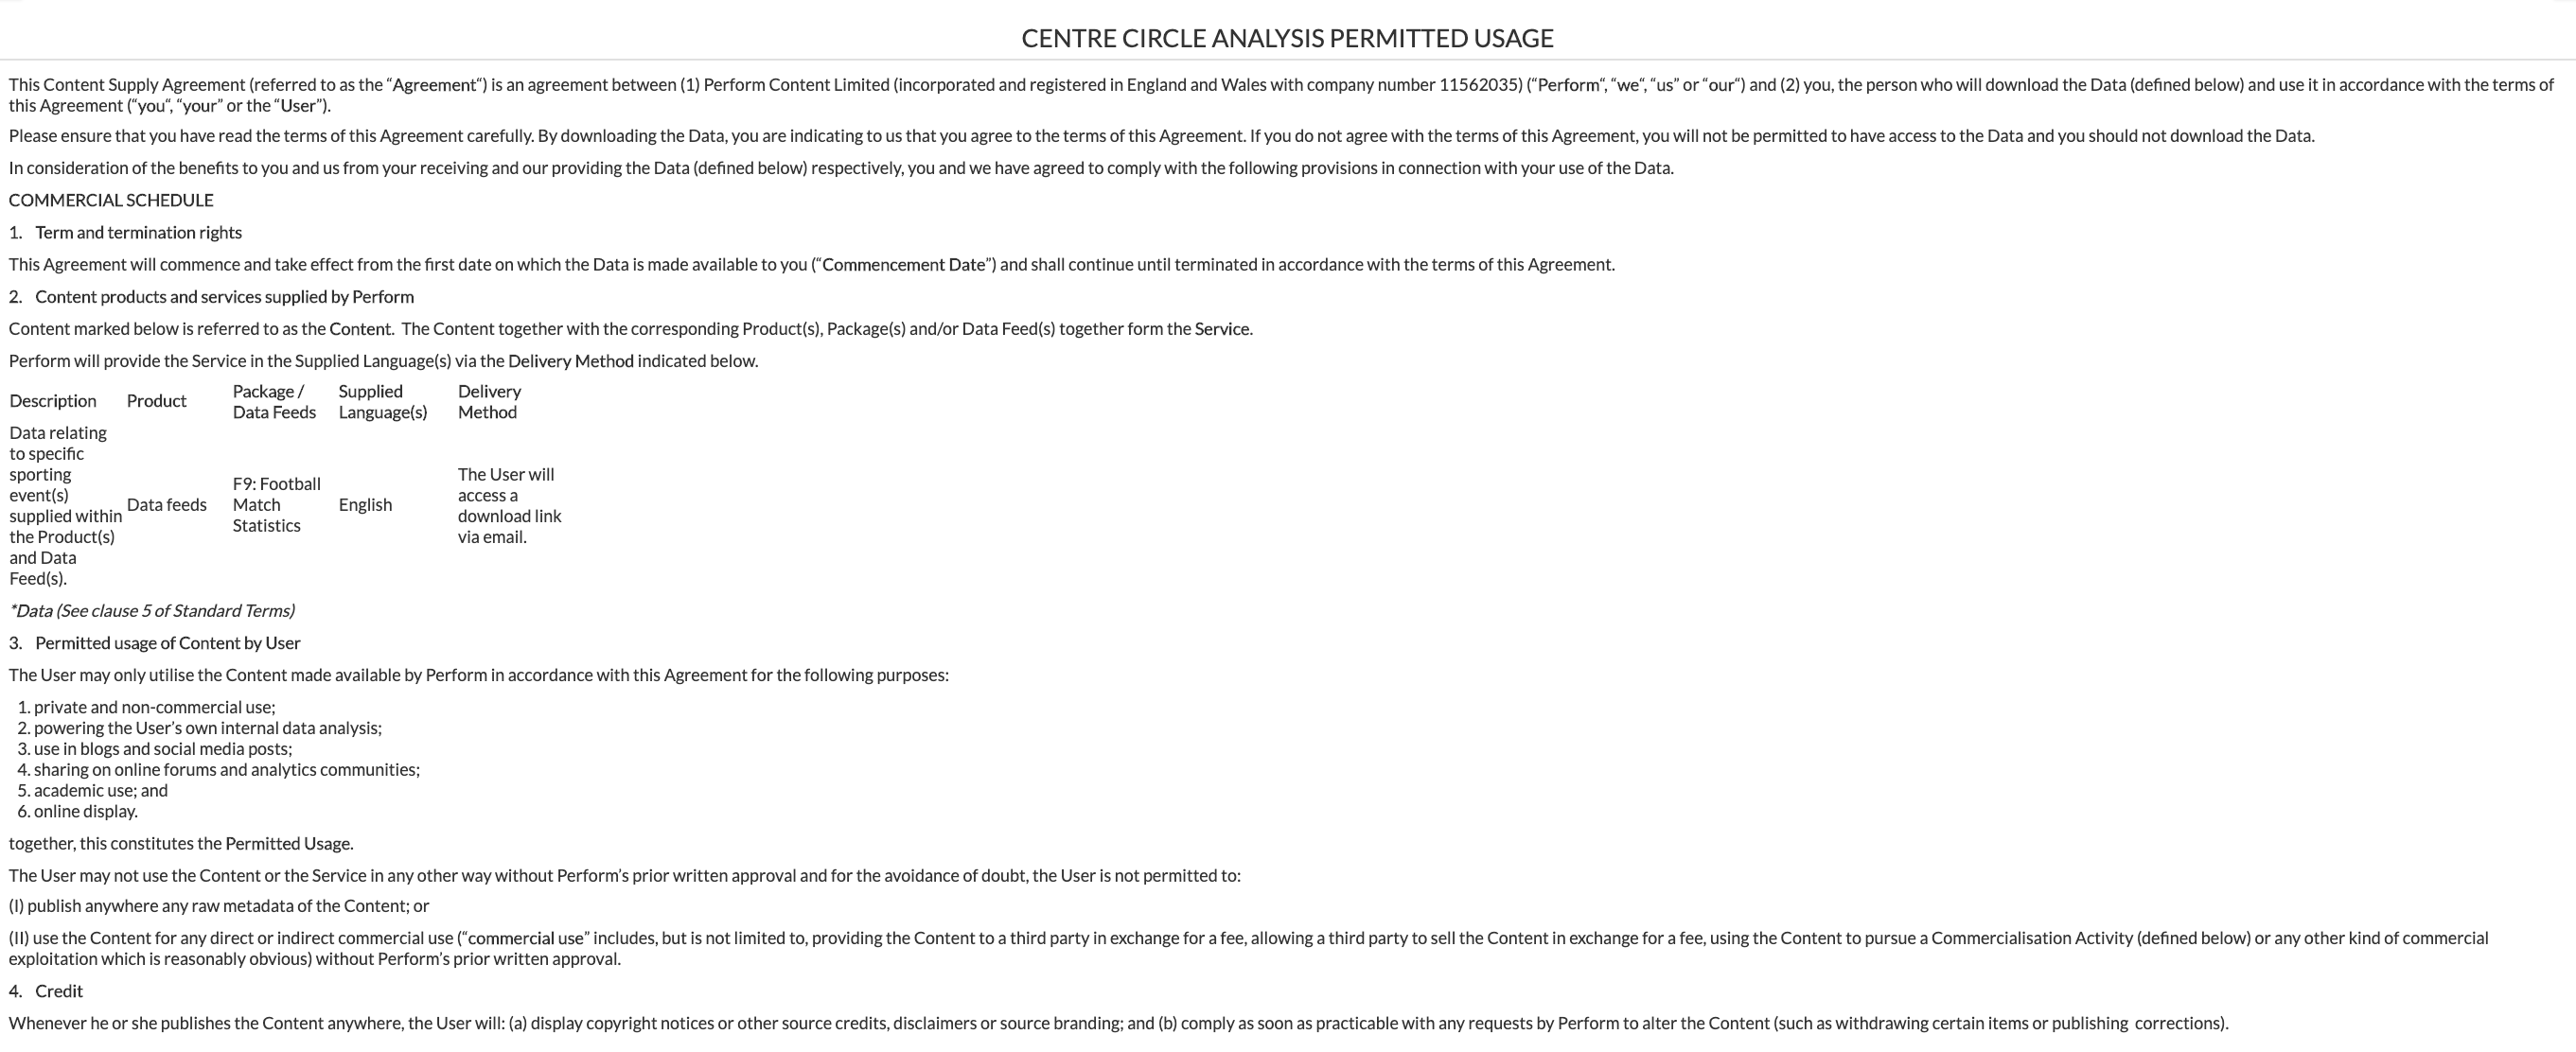 CENTRE CIRCLE ANALYSIS PERMITTED USAGE
This Content Supply Agreement (referred to as the “Agreement“) is an agreement between (1) Perform Content Limited (incorporated and registered in England and Wales with company number 11562035) (“Perform“, “we“, “us” or “our“) and (2) you, the person who will download the Data (defined below) and use it in accordance with the terms of
this Agreement (“you“, “your” or the “User”).
Please ensure that you have read the terms of this Agreement carefully. By downloading the Data, you are indicating to us that you agree to the terms of this Agreement. If you do not agree with the terms of this Agreement, you will not be permitted to have access to the Data and you should not download the Data.
In consideration of the benefits to you and us from your receiving and our providing the Data (defined below) respectively, you and we have agreed to comply with the following provisions in connection with your use of the Data.
COMMERCIAL SCHEDULE
1. Term and termination rights
This Agreement will commence and take effect from the first date on which the Data is made available to you (“Commencement Date”) and shall continue until terminated in accordance with the terms of this Agreement.
2. Content products and services supplied by Perform
Content marked below is referred to as the Content. The Content together with the corresponding Product(s), Package(s) and/or Data Feed(s) together form the Service.
Perform will provide the Service in the Supplied Language(s) via the Delivery Method indicated below.
Description
Product
Package /
Data Feeds
Supplied
Language(s)
Delivery
Method
Data relating
to specific
sporting
event(s)
supplied within
the Product(s)
and Data
Feed(s).
Data feeds
F9: Football
Match
Statistics
English
The User will
access a
download link
via email.
*Data (See clause 5 of Standard Terms)
3. Permitted usage of Content by User
The User may only utilise the Content made available by Perform in accordance with this Agreement for the following purposes:
1. private and non-commercial use;
2. powering the User’s own internal data analysis;
3. use in blogs and social media posts;
4. sharing on online forums and analytics communities;
5. academic use; and
6. online display.
together, this constitutes the Permitted Usage.
The User may not use the Content or the Service in any other way without Perform’s prior written approval and for the avoidance of doubt, the User is not permitted to:
(I) publish anywhere any raw metadata of the Content; or
(II) use the Content for any direct or indirect commercial use (“commercial use” includes, but is not limited to, providing the Content to a third party in exchange for a fee, allowing a third party to sell the Content in exchange for a fee, using the Content to pursue a Commercialisation Activity (defined below) or any other kind of commercial
exploitation which is reasonably obvious) without Perform’s prior written approval.
4. Credit
Whenever he or she publishes the Content anywhere, the User will: (a) display copyright notices or other source credits, disclaimers or source branding; and (b) comply as soon as practicable with any requests by Perform to alter the Content (such as withdrawing certain items or publishing corrections).